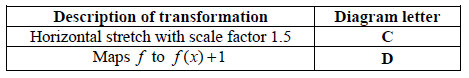 Description of transformation Diagram letter
Horizontal stretch with scale factor 1.5 C
Maps f to f(x)+1 D